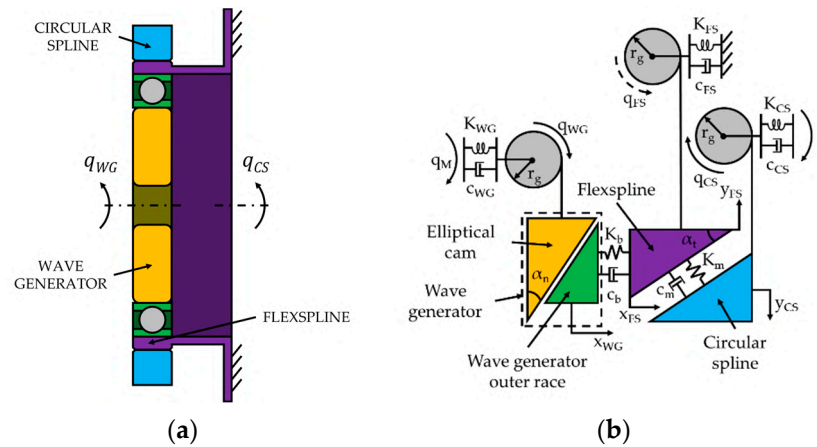 CIRCULAR
SPLINE
q_WG
q_CS
WAVE
GENERATOR
FLEXSPLINE
(a)
K_FS
r_g
c_FS
q_FS
K_CS
r_g
c_CS
q_CS
K_WG
q_WG
q_M
c_WG
r_g
y_FS
Flexspline
Elliptical
cam
K_b
α_t
α_n
K_m
c_m
c_b
Wave
generator
x_FS
y_CS
x_WG
Wave generator
outer race
Circular
spline
(b)